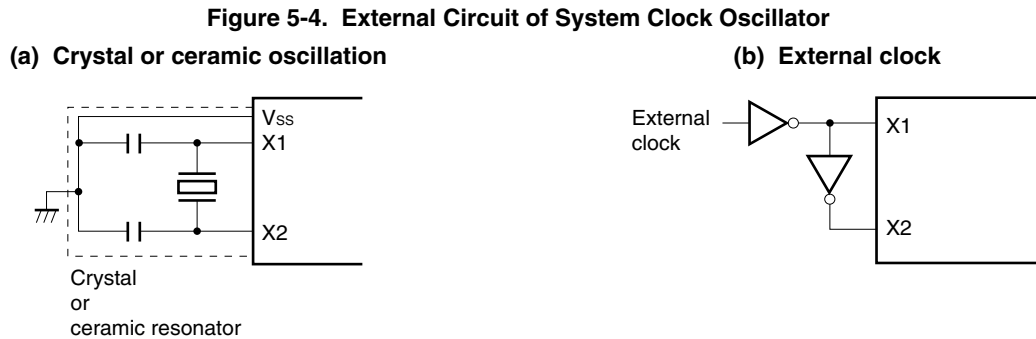 Figure 5-4. External Circuit of System Clock Oscillator
(a) Crystal or ceramic oscillation
(b) External clock
VSS
X1
X2
Crystal
or
ceramic resonator
External
clock
X1
X2